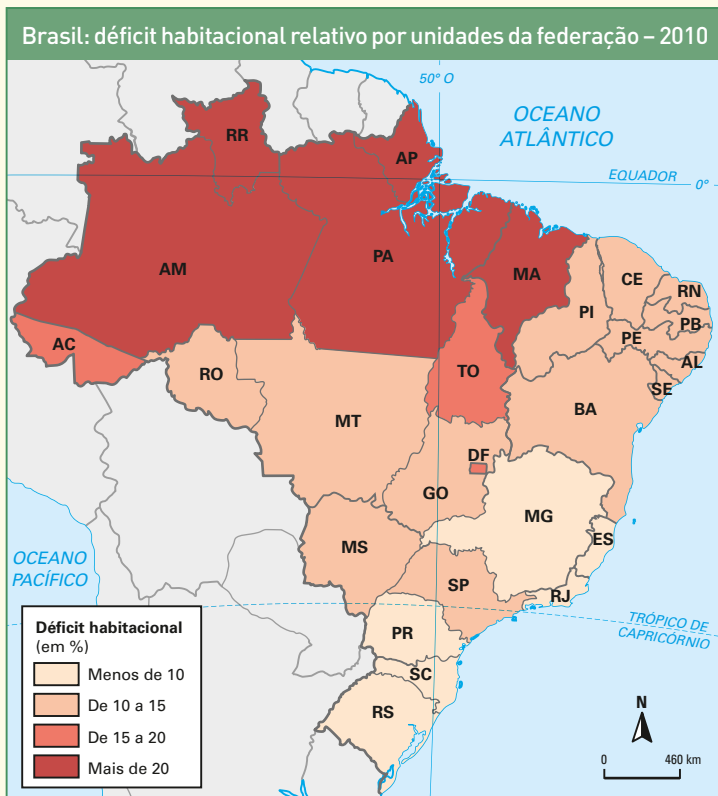 Brasil: déficit habitacional relativo por unidades da federação – 2010
50° O
OCEANO
ATLÂNTICO
RR
AP
EQUADOR
0°
AM
PA
MA
CE
RN
PI
PB
PE
AL
SE
AC
RO
TO
BA
MT
DF
GO
MG
ES
MS
SP
RJ
OCEANO
PACÍFICO
TRÓPICO DE
CAPRICÓRNIO
PR
SC
RS
Déficit habitacional
(em %)
Menos de 10
De 10 a 15
De 15 a 20
Mais de 20
N
0 460 km